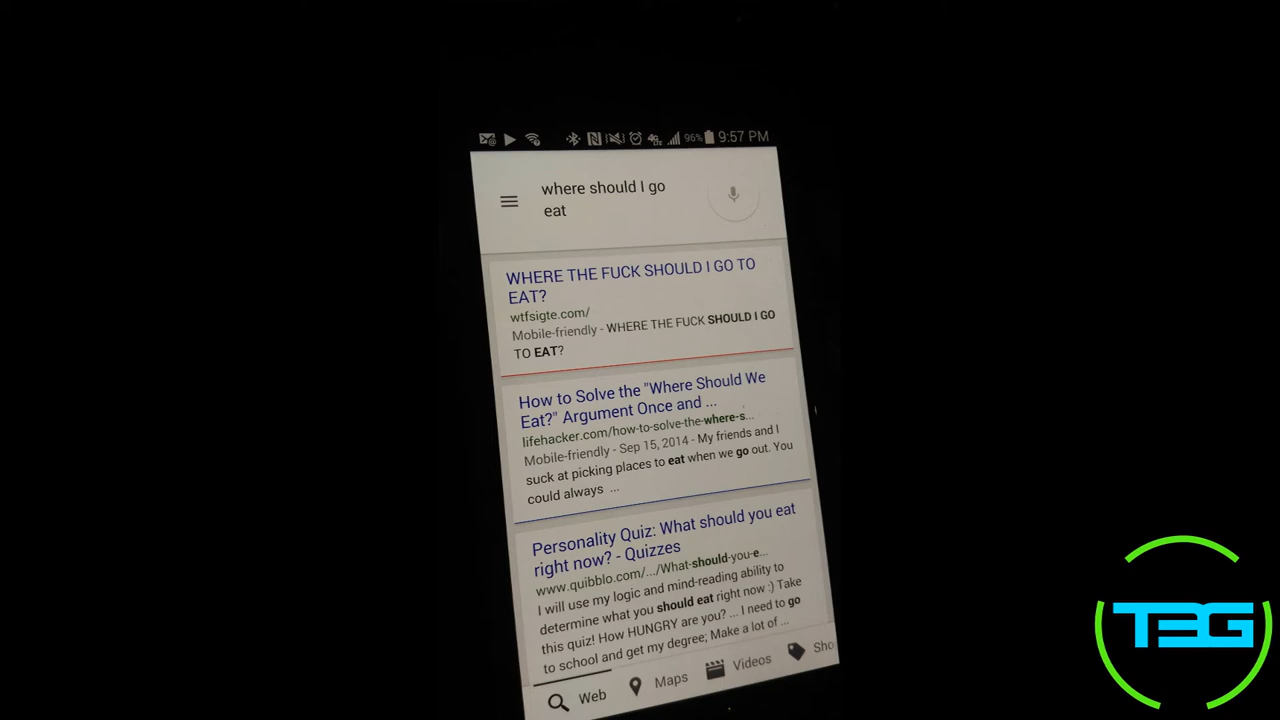 96% 9:57 PM
where should I go
eat
WHERE THE FUCK SHOULD I GO TO
EAT?
wtfsigte.com/
Mobile-friendly - WHERE THE FUCK SHOULD I GO
TO EAT?
How to Solve the "Where Should We
Eat?" Argument Once and ...
lifehacker.com/how-to-solve-the-where-s...
Mobile-friendly - Sep 15, 2014 - My friends and I
suck at picking places to eat when we go out. You
could always ...
Personality Quiz: What should you eat
right now? - Quizzes
www.quibblo.com/.../What-should-you-e...
I will use my logic and mind-reading ability to
determine what you should eat right now :) Take
this quiz! How HUNGRY are you? ... I need to go
to school and get my degree; Make a lot of ...
Web Maps Videos Sho
TEG